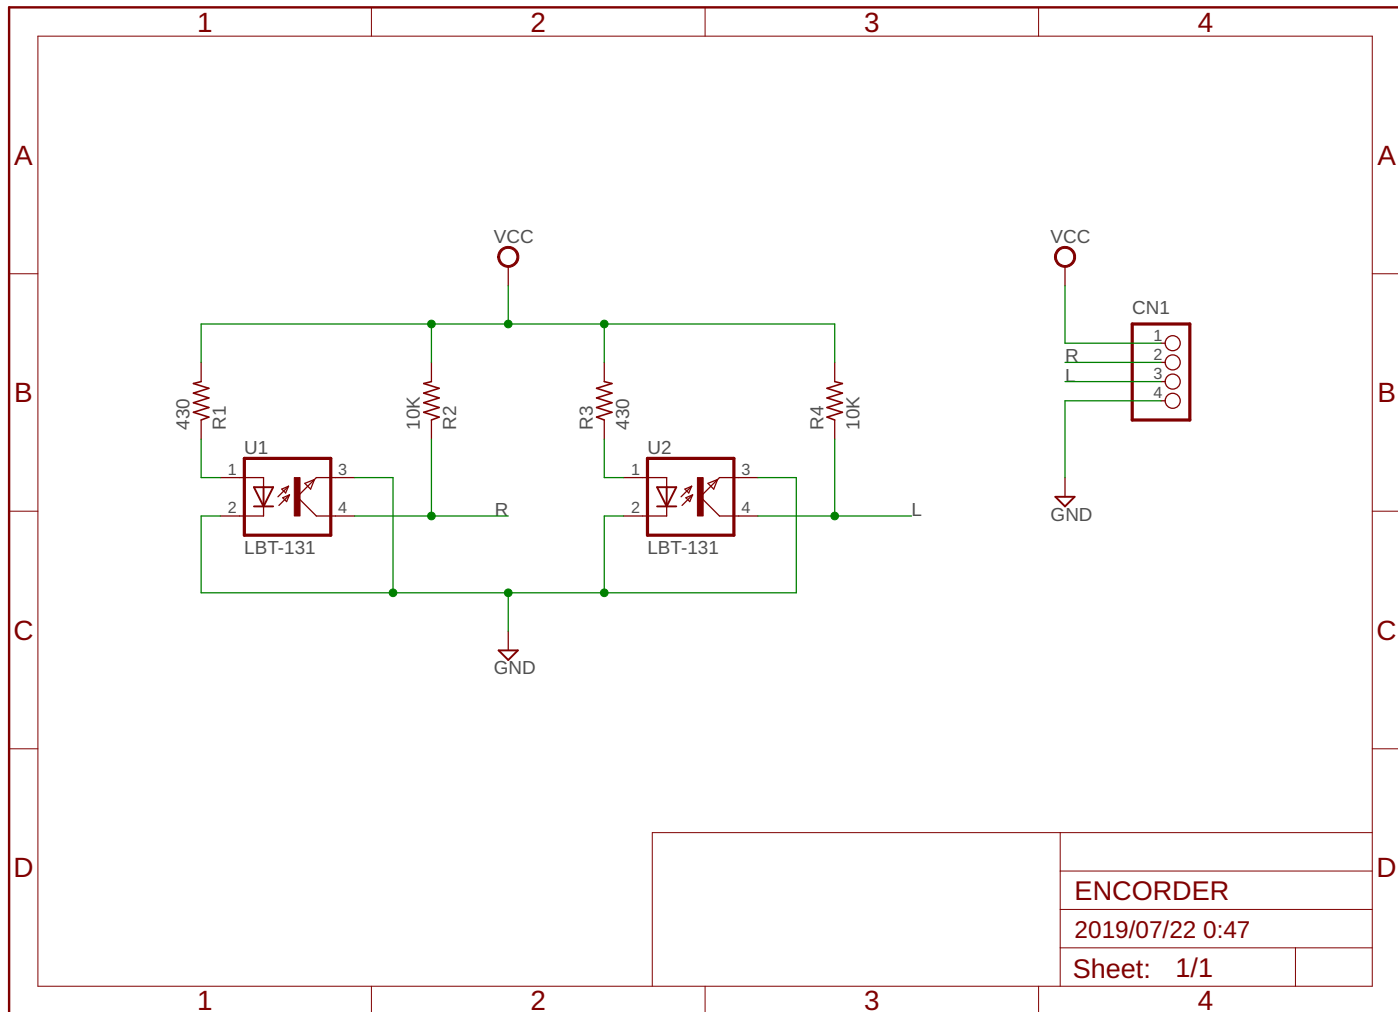 1 2 3 4
A A
VCC VCC
CN1
1
R 2
L 3
4
B B
430 R1 10K R2 R3 430 R4 10K
U1 U2
1 3 1 3
2 4 R 2 4 L
GND
LBT-131 LBT-131
C C
GND
D D
ENCORDER
2019/07/22 0:47
Sheet: 1/1
1 2 3 4